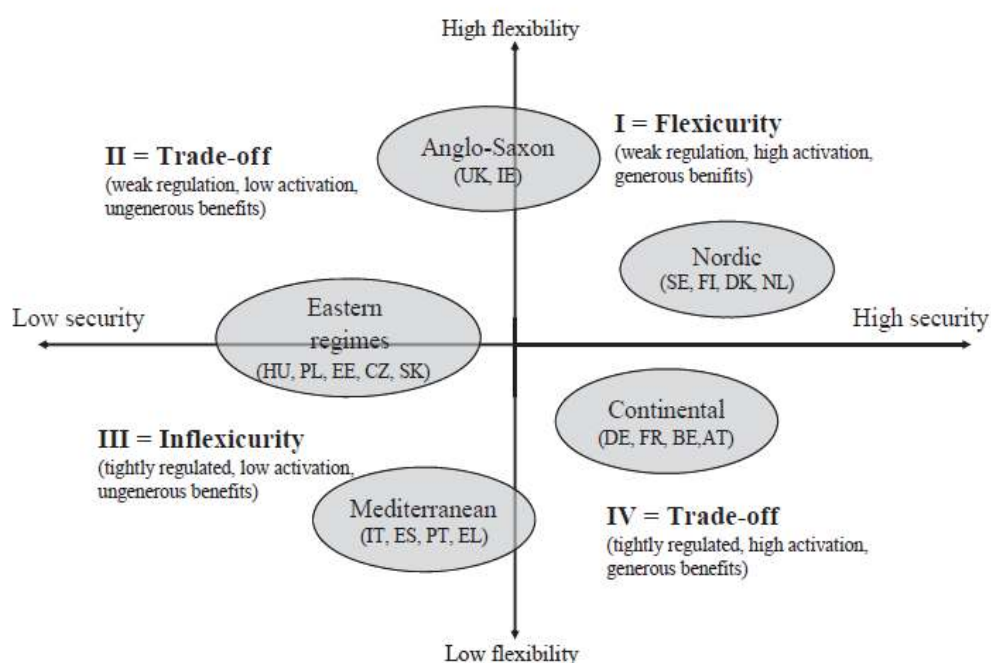 High flexibility
I = Flexicurity
(weak regulation, high activation,
generous benifits)
II = Trade-off
(weak regulation, low activation,
ungenerous benefits)
Anglo-Saxon
(UK, IE)
Nordic
(SE, FI, DK, NL)
Eastern
regimes
(HU, PL, EE, CZ, SK)
Low security
High security
Continental
(DE, FR, BE,AT)
III = Inflexicurity
(tightly regulated, low activation,
ungenerous benefits)
Mediterranean
(IT, ES, PT, EL)
IV = Trade-off
(tightly regulated, high activation,
generous benefits)
Low flexibility